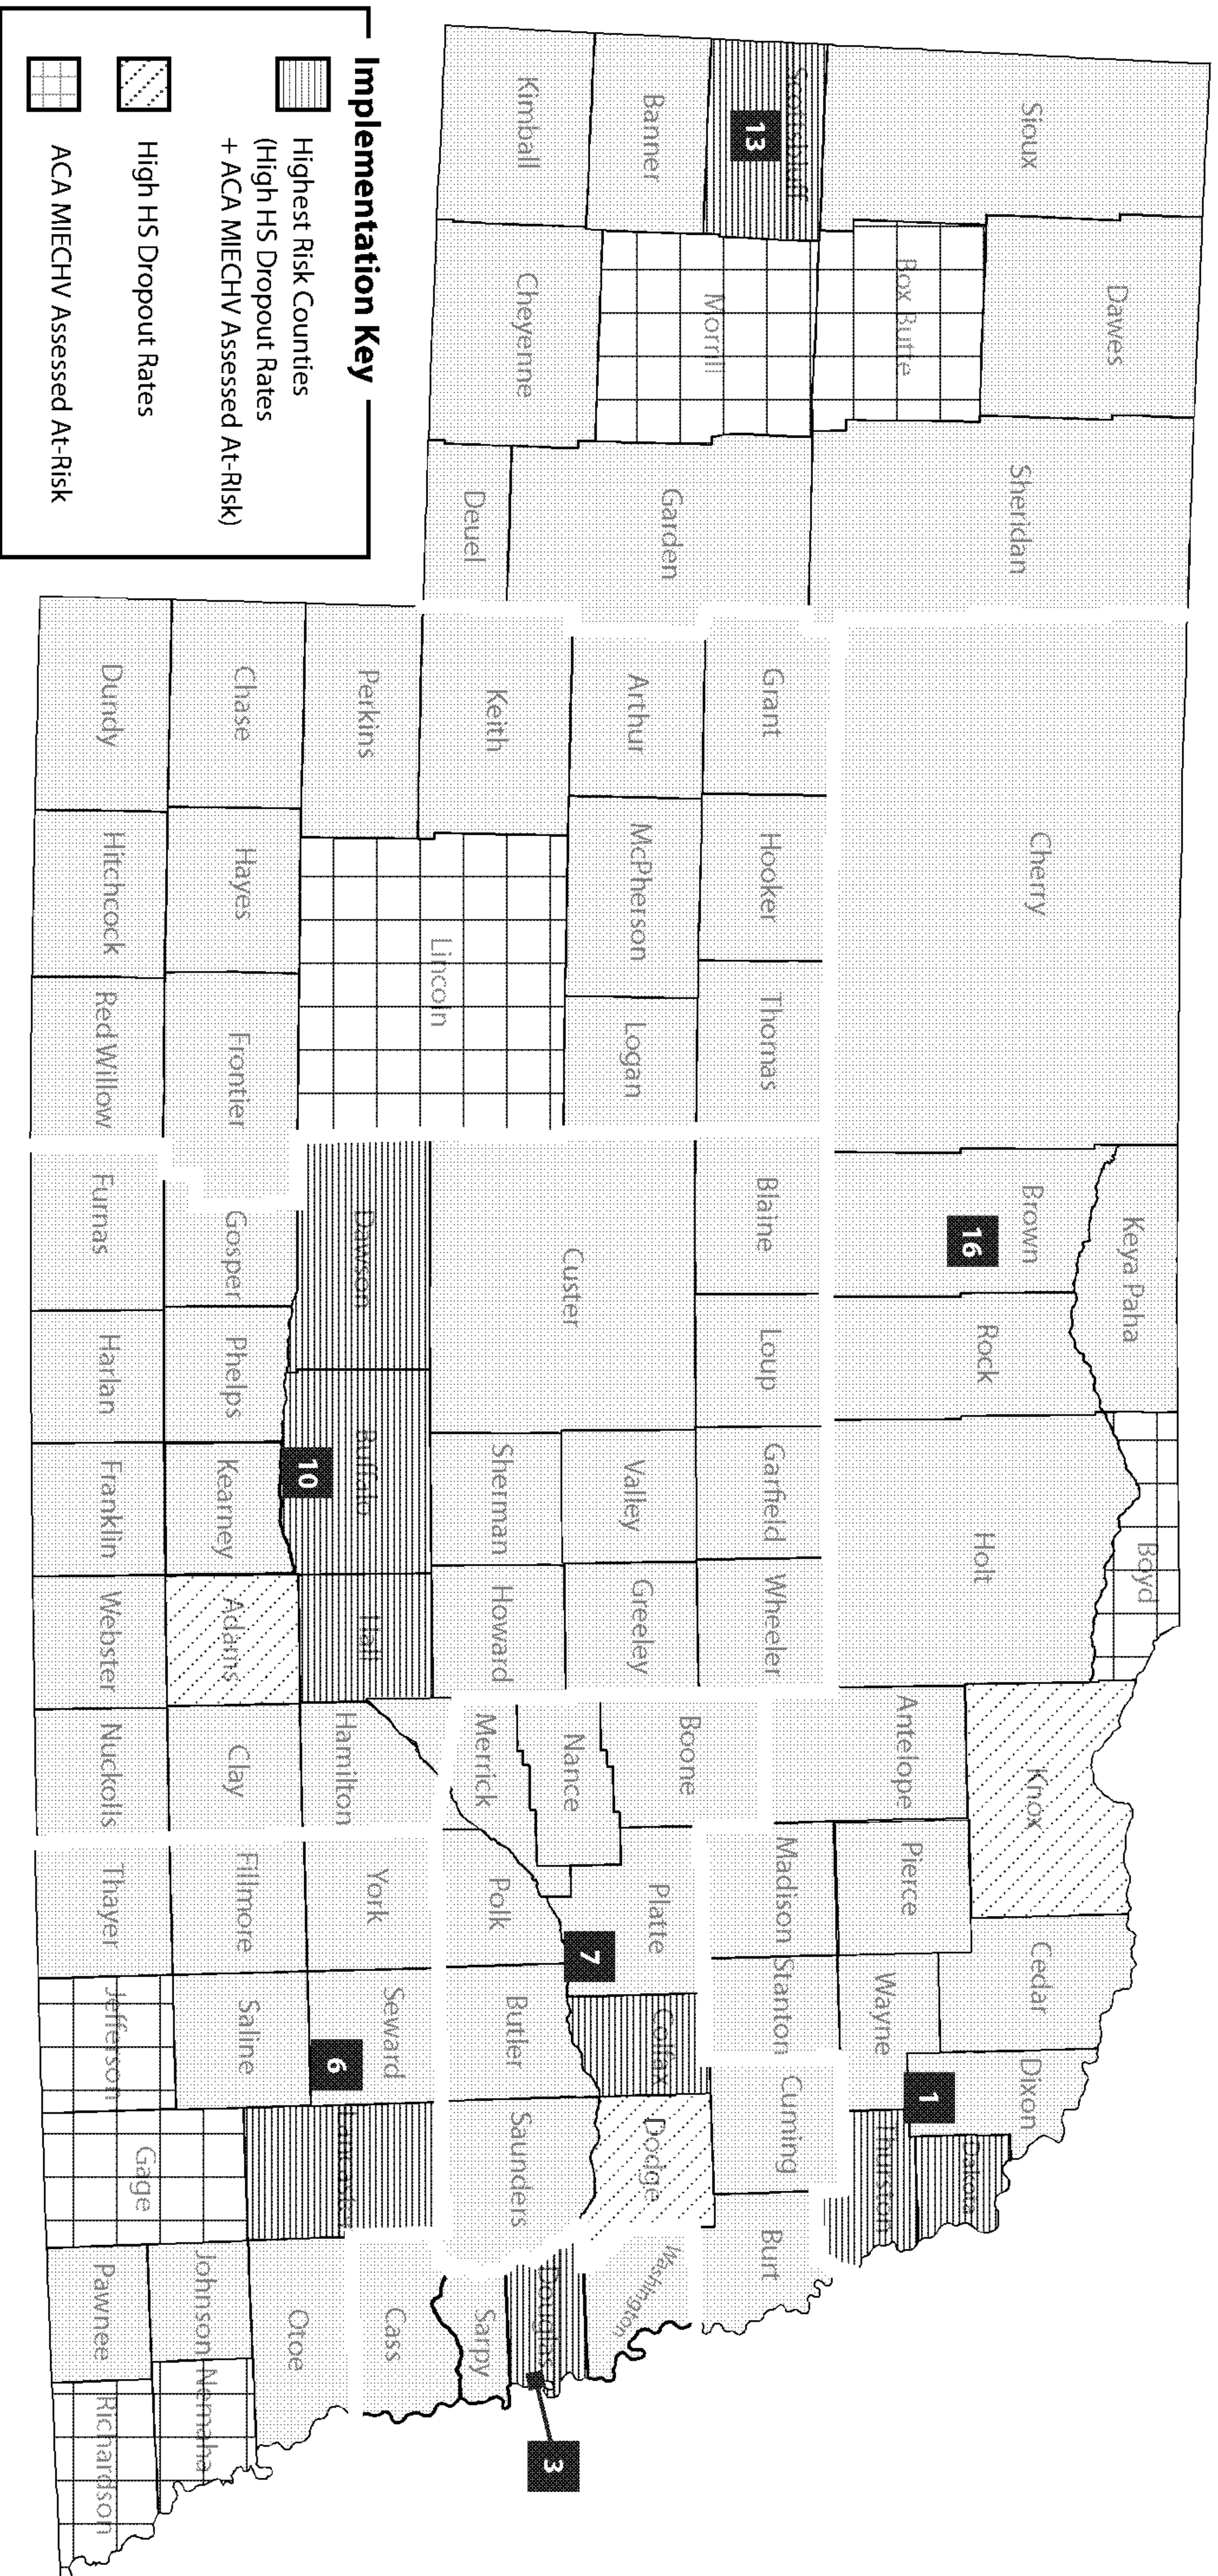 Sioux
Dawes
Sheridan
Cherry
Keya Paha
Boyd
Brown
16
Rock
Holt
Knox
Antelope
Pierce
Cedar
Wayne
Dixon
1
Dakota
Thurston
Scottsbluff
13
Banner
Kimball
Box Butte
Morrill
Cheyenne
Garden
Deuel
Grant
Hooker
Thomas
Blaine
Loup
Garfield
Wheeler
Boone
Madison
Stanton
Cuming
Burt
Arthur
McPherson
Logan
Custer
Valley
Greeley
Nance
Platte
7
Colfax
Dodge
Washington
Keith
Lincoln
Sherman
Howard
Merrick
Polk
Butler
Saunders
Douglas
3
Sarpy
Perkins
Dawson
Buffalo
10
Hall
Hamilton
York
Seward
6
Lancaster
Cass
Chase
Hayes
Frontier
Gosper
Phelps
Kearney
Adams
Clay
Fillmore
Saline
Otoe
Dundy
Hitchcock
Red Willow
Furnas
Harlan
Franklin
Webster
Nuckolls
Thayer
Jefferson
Gage
Johnson
Nemaha
Pawnee
Richardson
Implementation Key
Highest Risk Counties
(High HS Dropout Rates
+ ACA MIECHV Assessed At-RIsk)
High HS Dropout Rates
ACA MIECHV Assessed At-Risk